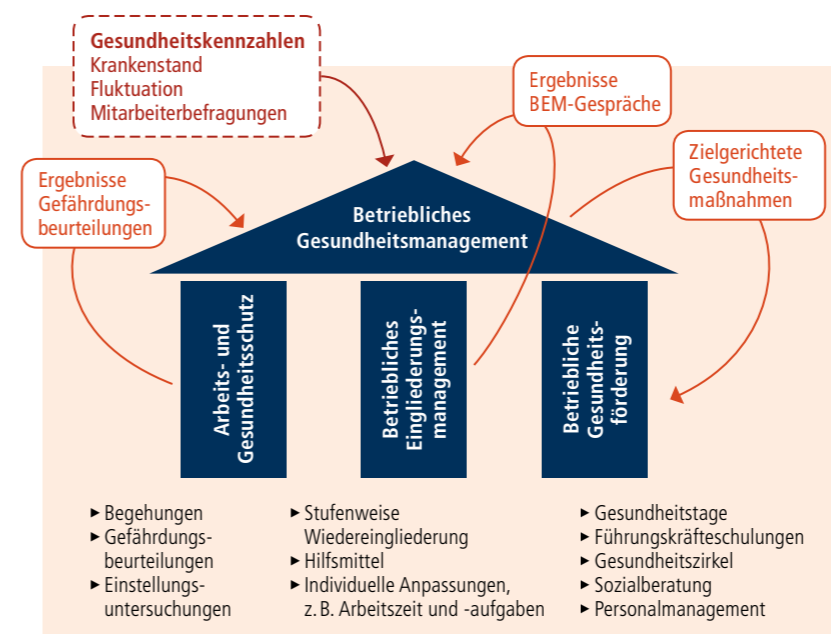 Gesundheitskennzahlen
Krankenstand
Fluktuation
Mitarbeiterbefragungen
Ergebnisse
BEM-Gespräche
Zielgerichtete
Gesundheits-
maßnahmen
Ergebnisse
Gefährdungs-
beurteilungen
Betriebliches
Gesundheitsmanagement
Arbeits- und
Gesundheitsschutz
Betriebliches
Eingliederungs-
management
Betriebliche
Gesundheits-
förderung
▸ Begehungen
▸ Gefährdungs-
beurteilungen
▸ Einstellungs-
untersuchungen
▸ Stufenweise
Wiedereingliederung
▸ Hilfsmittel
▸ Individuelle Anpassungen,
z. B. Arbeitszeit und -aufgaben
▸ Gesundheitstage
▸ Führungskräfteschulungen
▸ Gesundheitszirkel
▸ Sozialberatung
▸ Personalmanagement